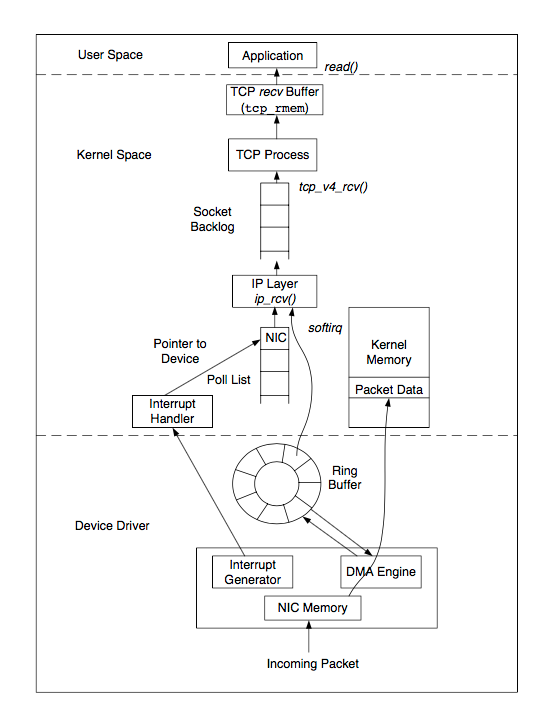 User Space
Application
read()
TCP recv Buffer
(tcp_rmem)
Kernel Space
TCP Process
tcp_v4_rcv()
Socket
Backlog
IP Layer
ip_rcv()
softirq
NIC
Pointer to
Device
Poll List
Kernel
Memory
Packet Data
Interrupt
Handler
Ring
Buffer
Device Driver
Interrupt
Generator
DMA Engine
NIC Memory
Incoming Packet